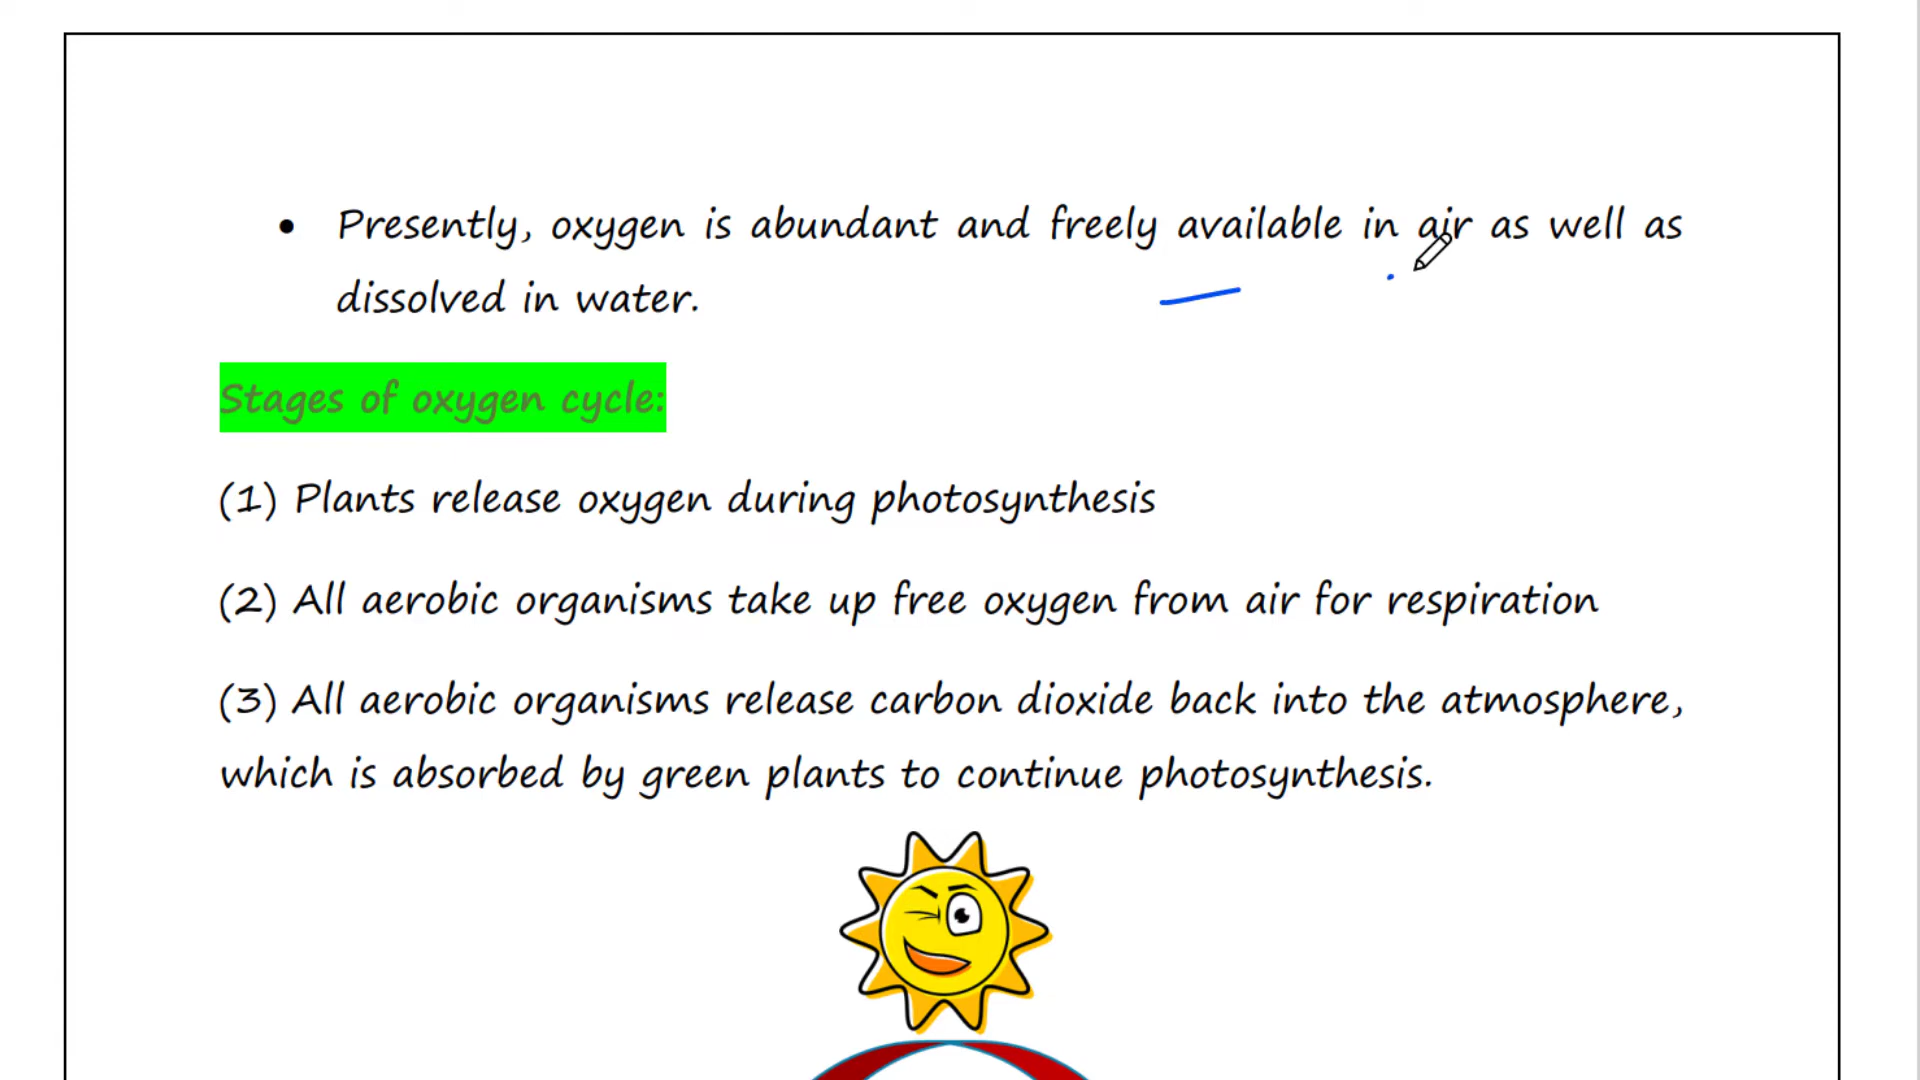 • Presently, oxygen is abundant and freely available in air as well as
dissolved in water.
Stages of oxygen cycle:
(1) Plants release oxygen during photosynthesis
(2) All aerobic organisms take up free oxygen from air for respiration
(3) All aerobic organisms release carbon dioxide back into the atmosphere,
which is absorbed by green plants to continue photosynthesis.